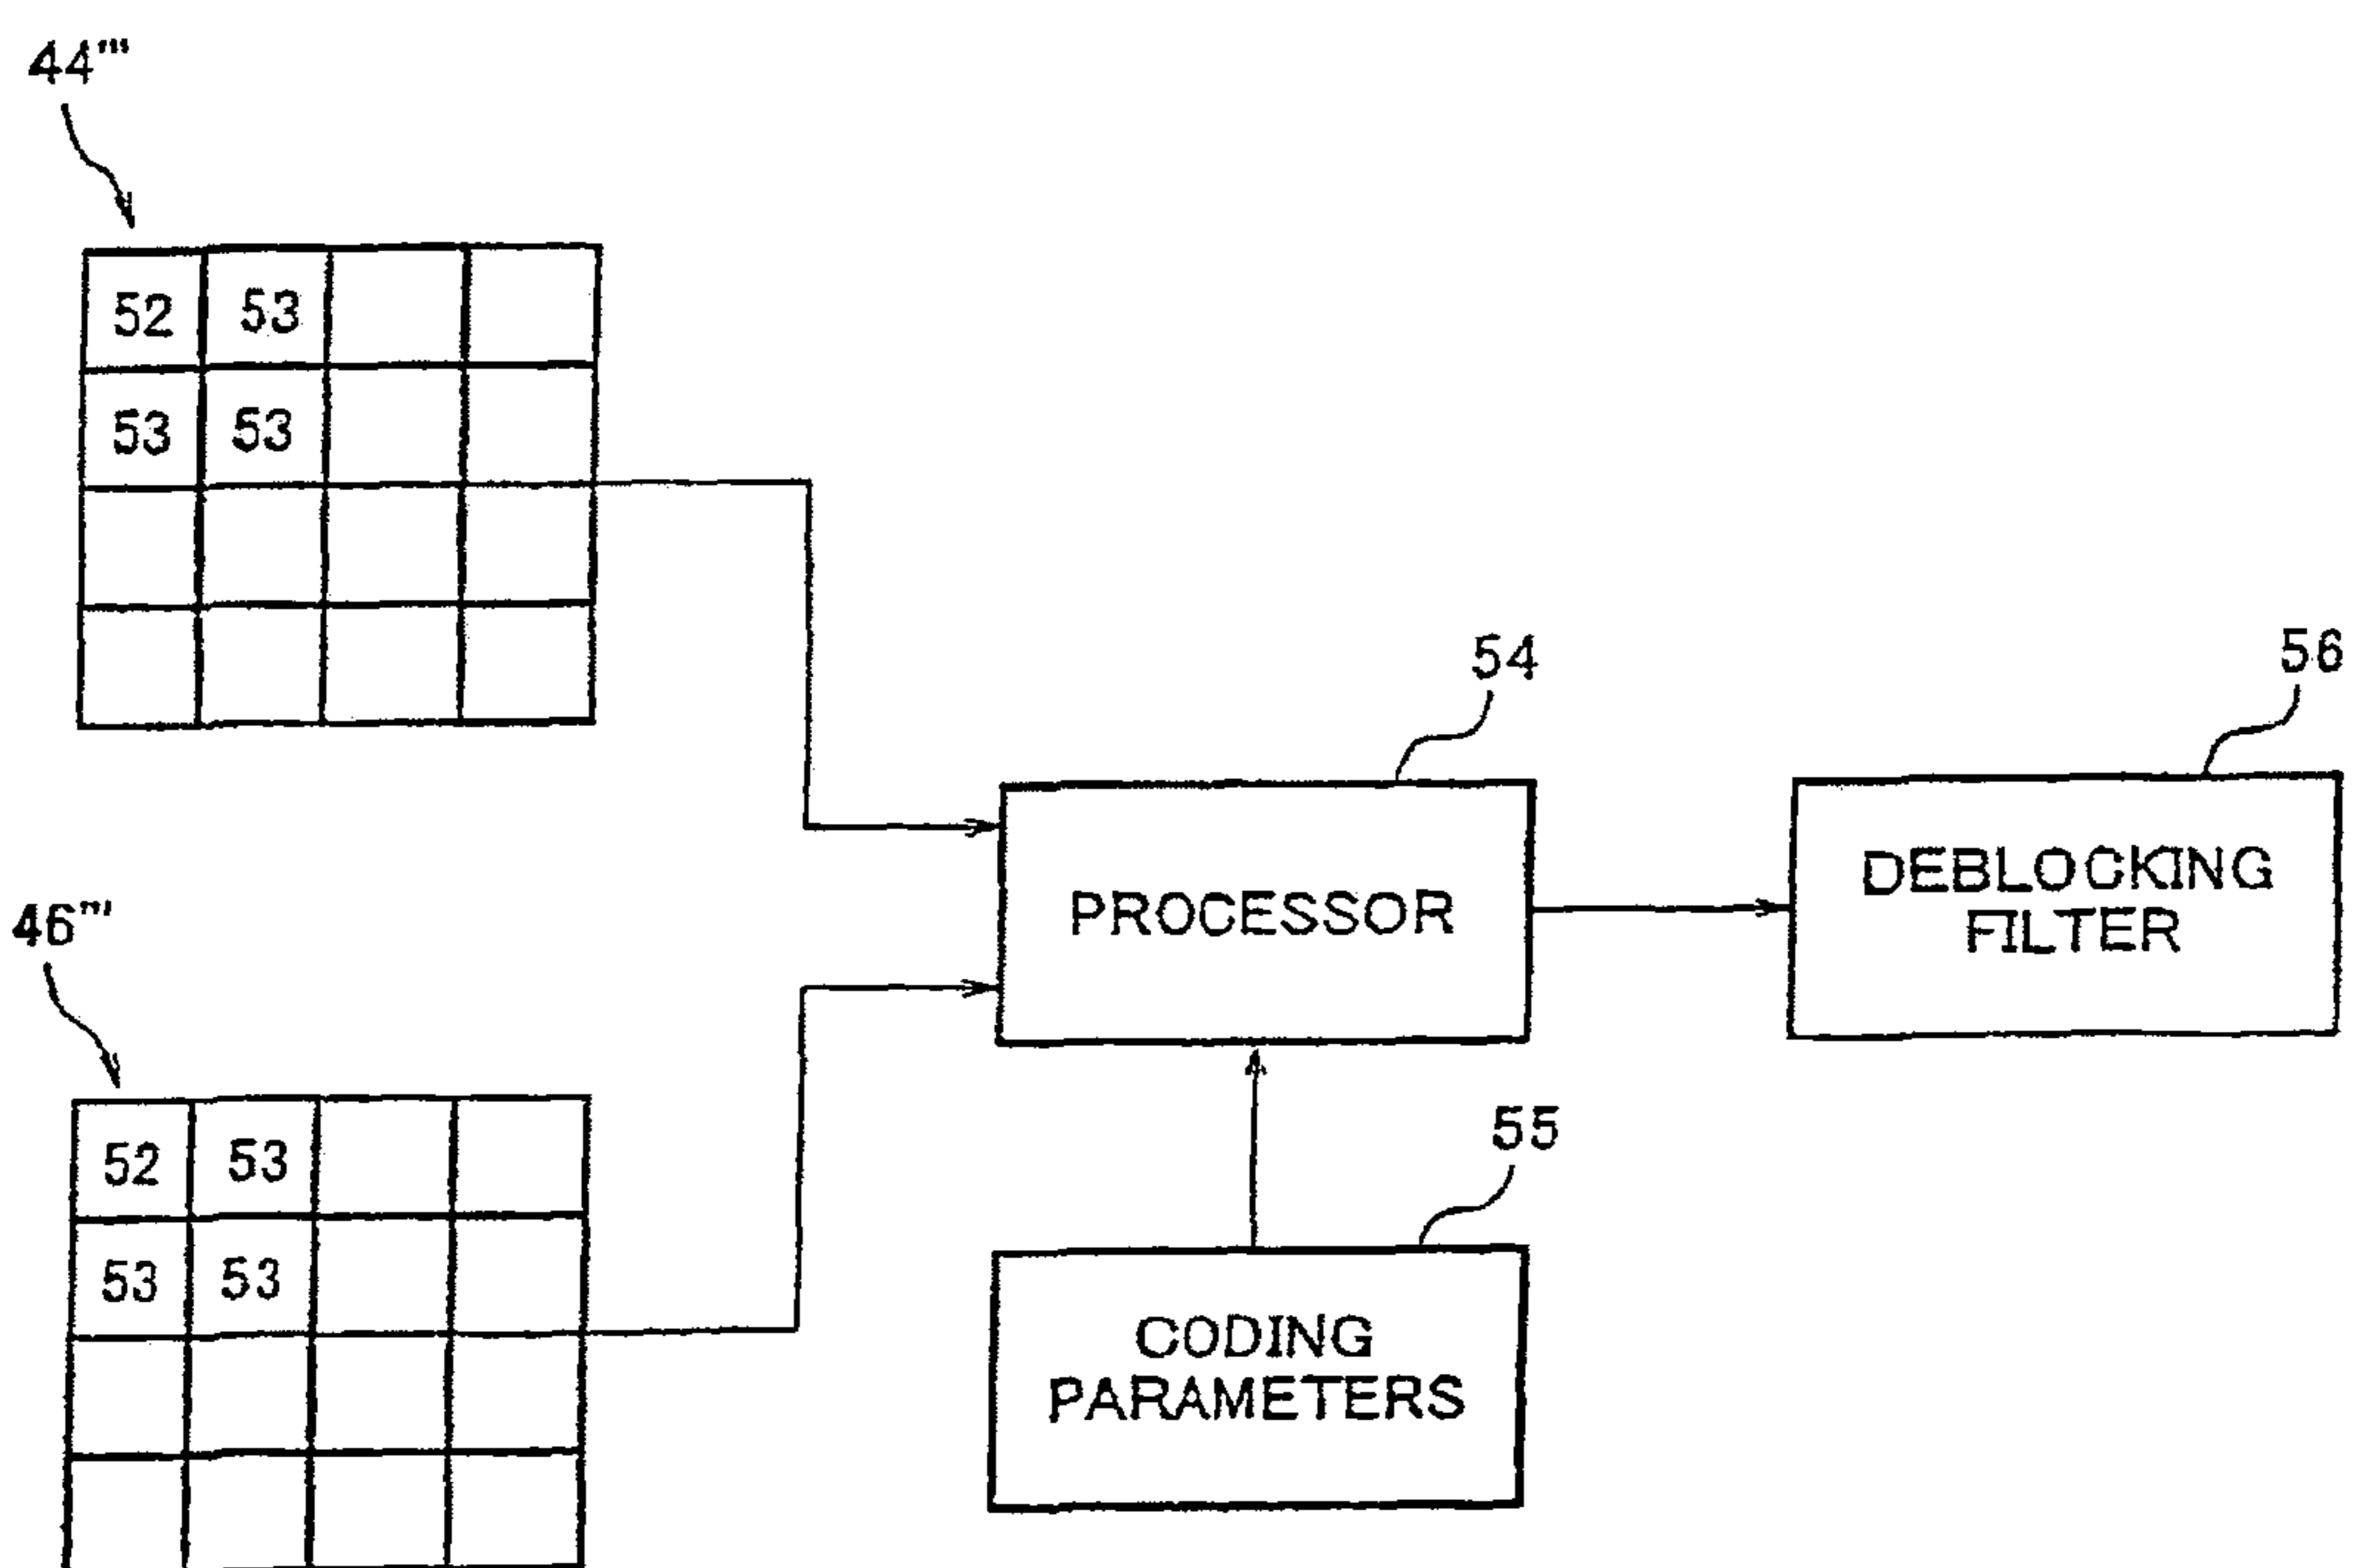 44'''
52 53
53 53
54
56
PROCESSOR
DEBLOCKING
FILTER
46'''
52 53
53 53
55
CODING
PARAMETERS